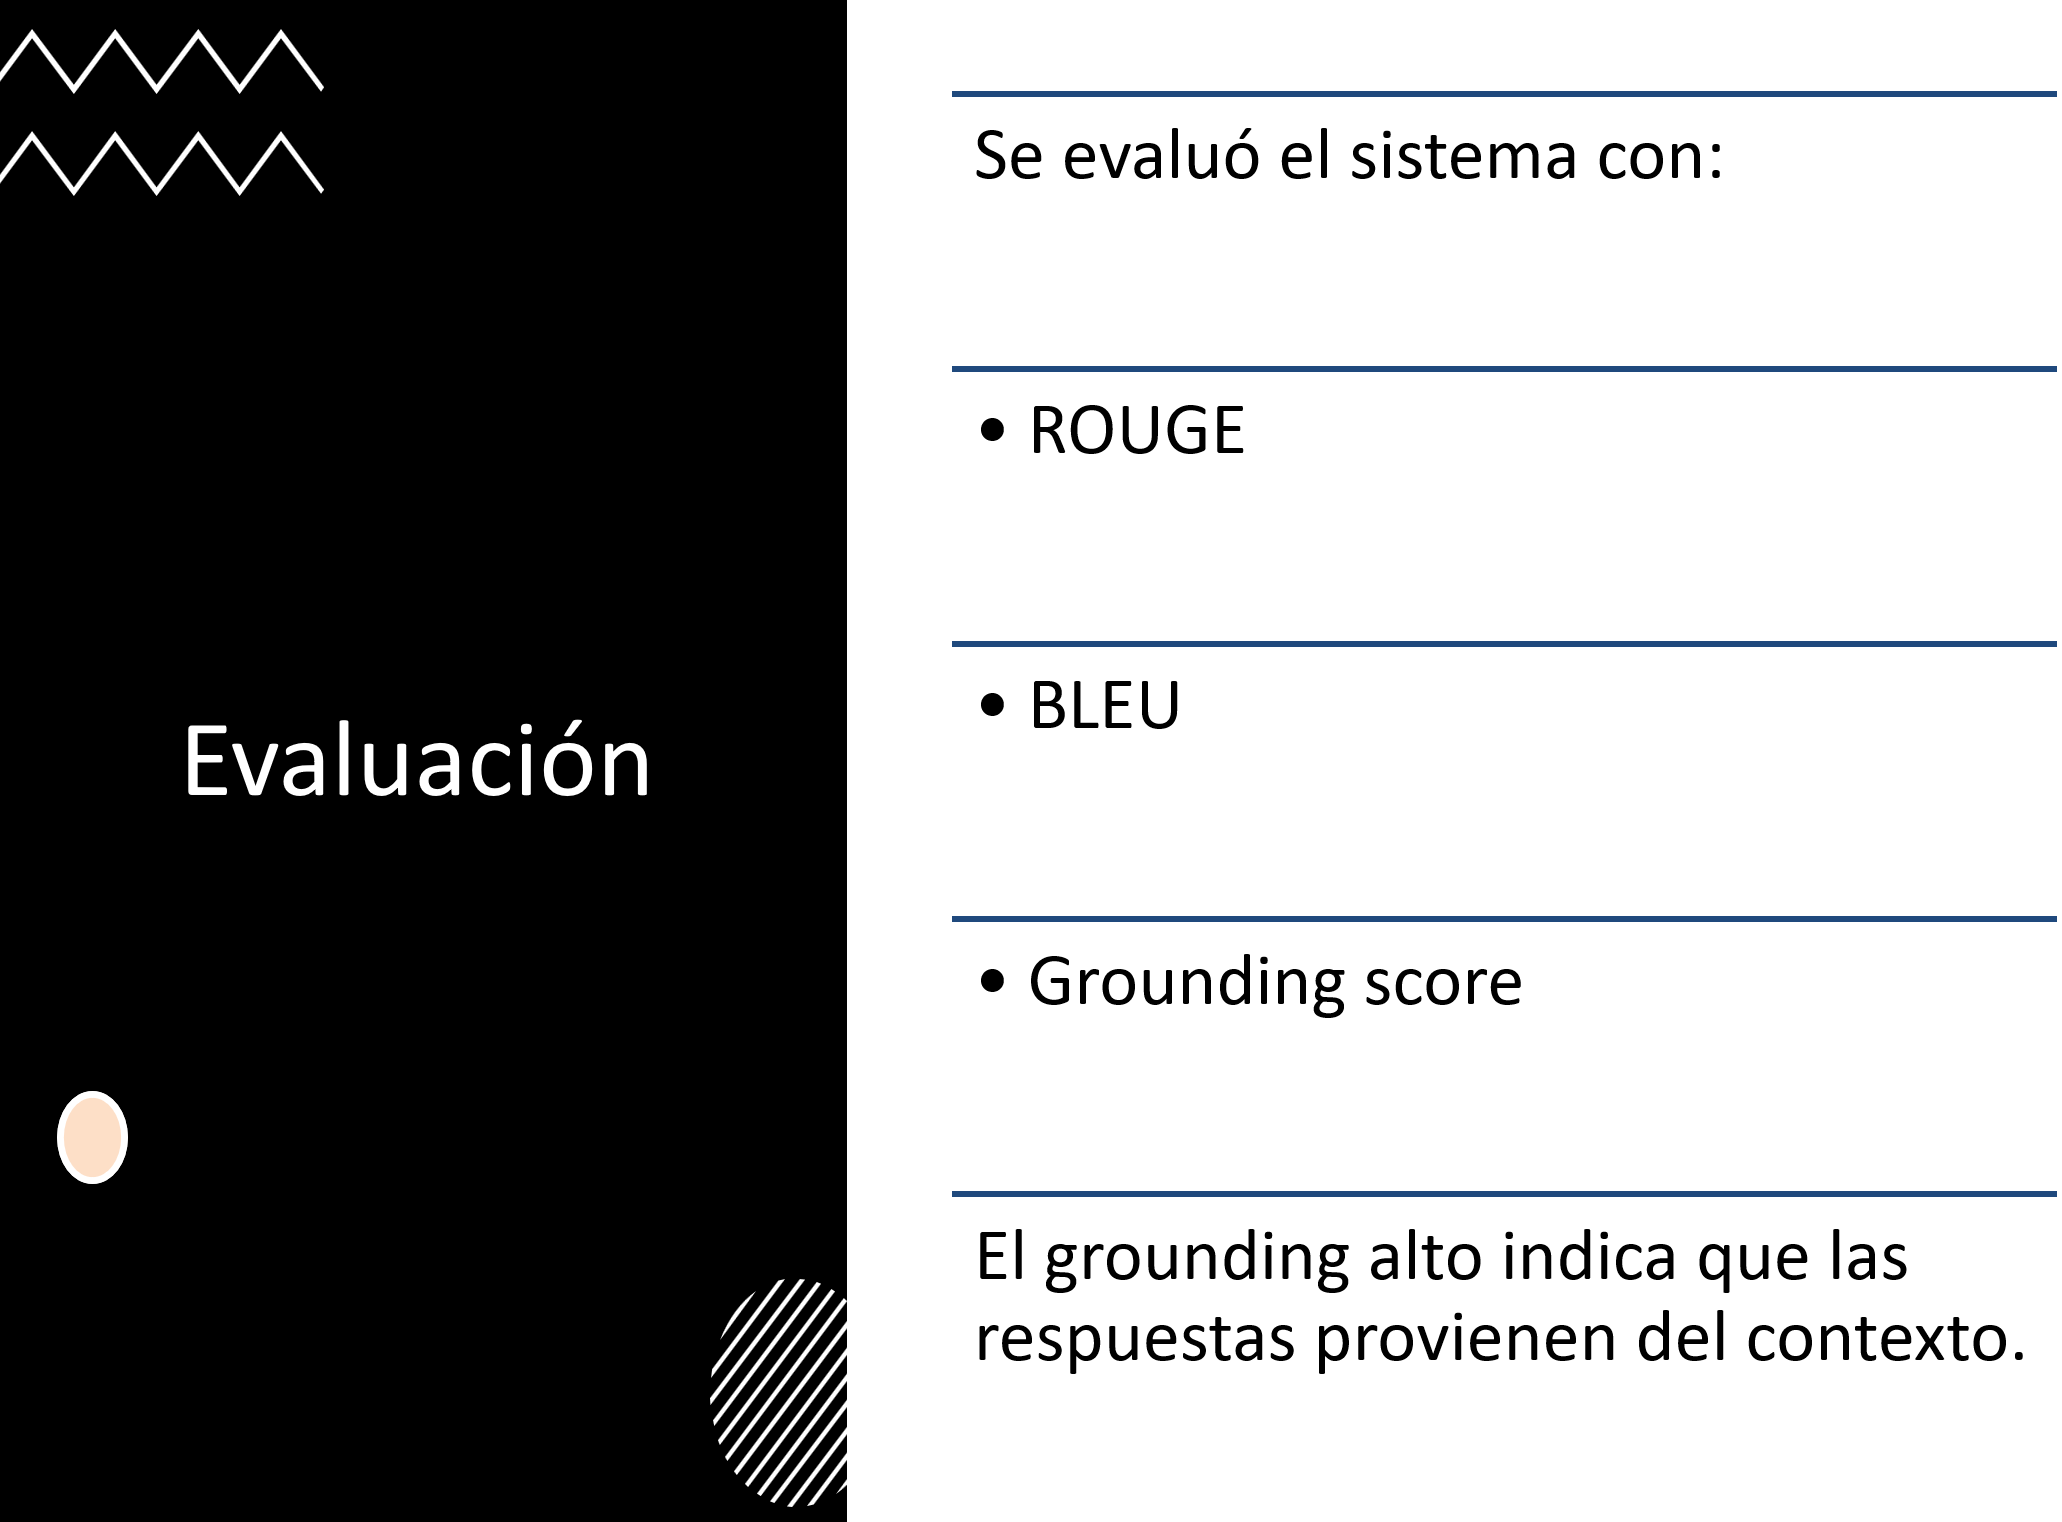 Evaluación
Se evaluó el sistema con:
• ROUGE
• BLEU
• Grounding score
El grounding alto indica que las
respuestas provienen del contexto.